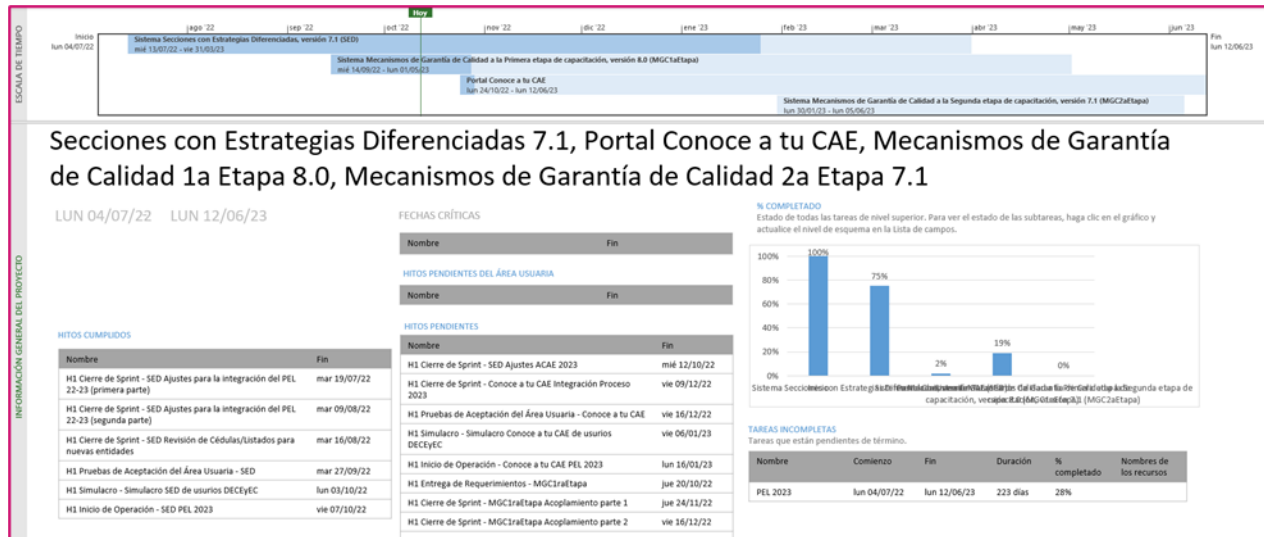 Hoy
ago '22 sep '22 oct '22 nov '22 dic '22 ene '23 feb '23 mar '23 abr '23 may '23 jun '23
ESCALA DE TIEMPO
Inicio
lun 04/07/22
Sistema Secciones con Estrategias Diferenciadas, versión 7.1 (SED)
mié 13/07/22 - vie 31/03/23
Sistema Mecanismos de Garantía de Calidad a la Primera etapa de capacitación, versión 8.0 (MGC1aEtapa)
mié 14/09/22 - lun 01/05/23
Portal Conoce a tu CAE
lun 24/10/22 - lun 12/06/23
Sistema Mecanismos de Garantía de Calidad a la Segunda etapa de capacitación, versión 7.1 (MGC2aEtapa)
lun 30/01/23 - lun 05/06/23
Fin
lun 12/06/23
INFORMACIÓN GENERAL DEL PROYECTO
Secciones con Estrategias Diferenciadas 7.1, Portal Conoce a tu CAE, Mecanismos de Garantía
de Calidad 1a Etapa 8.0, Mecanismos de Garantía de Calidad 2a Etapa 7.1
LUN 04/07/22 LUN 12/06/23
HITOS CUMPLIDOS
Nombre Fin
H1 Cierre de Sprint - SED Ajustes para la integración del PEL mar 19/07/22
22-23 (primera parte)
H1 Cierre de Sprint - SED Ajustes para la integración del PEL mar 09/08/22
22-23 (segunda parte)
H1 Cierre de Sprint - SED Revisión de Cédulas/Listados para mar 16/08/22
nuevas entidades
H1 Pruebas de Aceptación del Área Usuaria - SED mar 27/09/22
H1 Simulacro - Simulacro SED de usurios DECEyEC lun 03/10/22
H1 Inicio de Operación - SED PEL 2023 vie 07/10/22
FECHAS CRÍTICAS
Nombre Fin
HITOS PENDIENTES DEL ÁREA USUARIA
Nombre Fin
HITOS PENDIENTES
Nombre Fin
H1 Cierre de Sprint - SED Ajustes ACAE 2023 mié 12/10/22
H1 Cierre de Sprint - Conoce a tu CAE Integración Proceso vie 09/12/22
2023
H1 Pruebas de Aceptación del Área Usuaria - Conoce a tu CAE vie 16/12/22
H1 Simulacro - Simulacro Conoce a tu CAE de usurios vie 06/01/23
DECEyEC
H1 Inicio de Operación - Conoce a tu CAE PEL 2023 lun 16/01/23
H1 Entrega de Requerimientos - MGC1raEtapa jue 20/10/22
H1 Cierre de Sprint - MGC1raEtapa Acoplamiento parte 1 jue 24/11/22
H1 Cierre de Sprint - MGC1raEtapa Acoplamiento parte 2 vie 16/12/22
% COMPLETADO
Estado de todas las tareas de nivel superior. Para ver el estado de las subtareas, haga clic en el gráfico y
actualice el nivel de esquema en la Lista de campos.
100%
80%
60%
40%
20%
0%
100% 75% 2% 19% 0%
TAREAS INCOMPLETAS
Tareas que están pendientes de término.
Nombre Comienzo Fin Duración % completado Nombres de los recursos
PEL 2023 lun 04/07/22 lun 12/06/23 223 días 28%